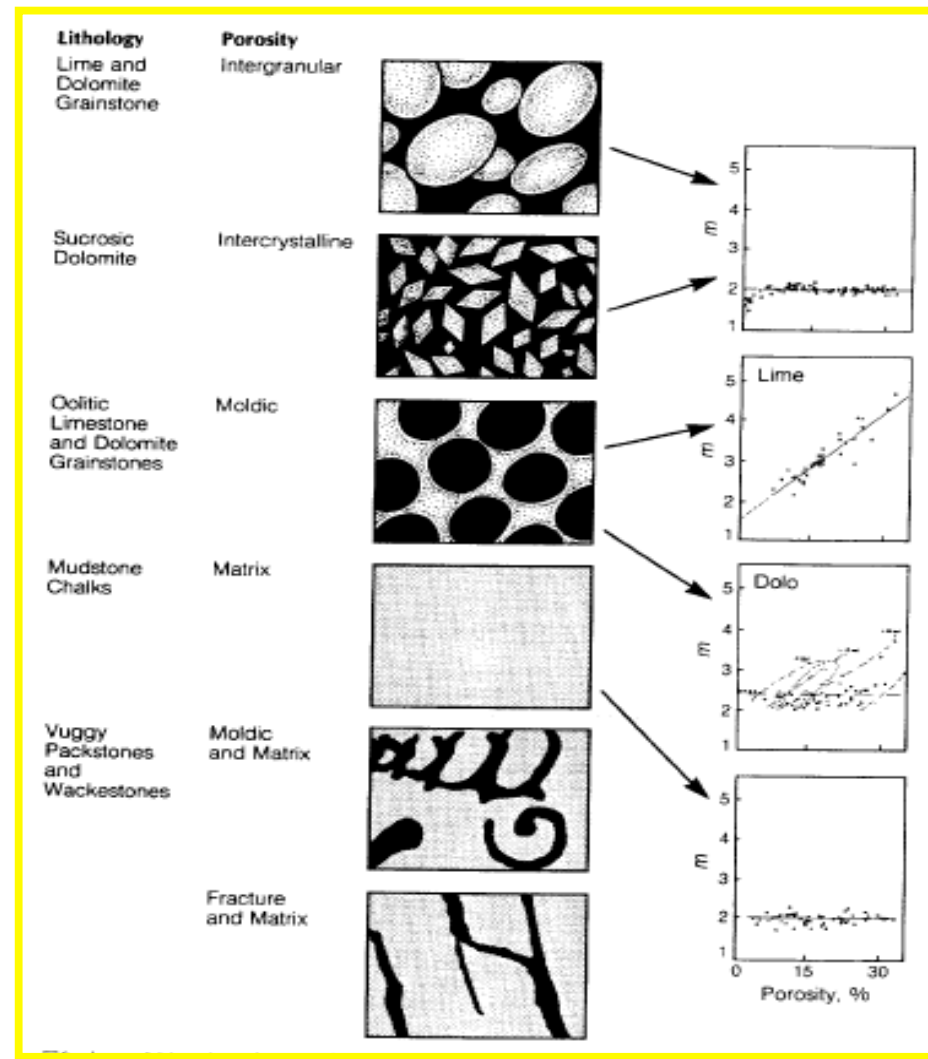 Lithology Porosity
Lime and Intergranular
Dolomite
Grainstone
5
4
m
3
2
1
Sucrosic Intercrystalline
Dolomite
Lime
5
4
m
3
2
1
Oolitic Moldic
Limestone
and Dolomite
Grainstones
Dolo
5
4
m
3
2
1
Mudstone Matrix
Chalks
Vuggy Moldic
Packstones and Matrix
and
Wackestones
5
4
m
3
2
1
0 15 30
Porosity, %
Fracture
and Matrix